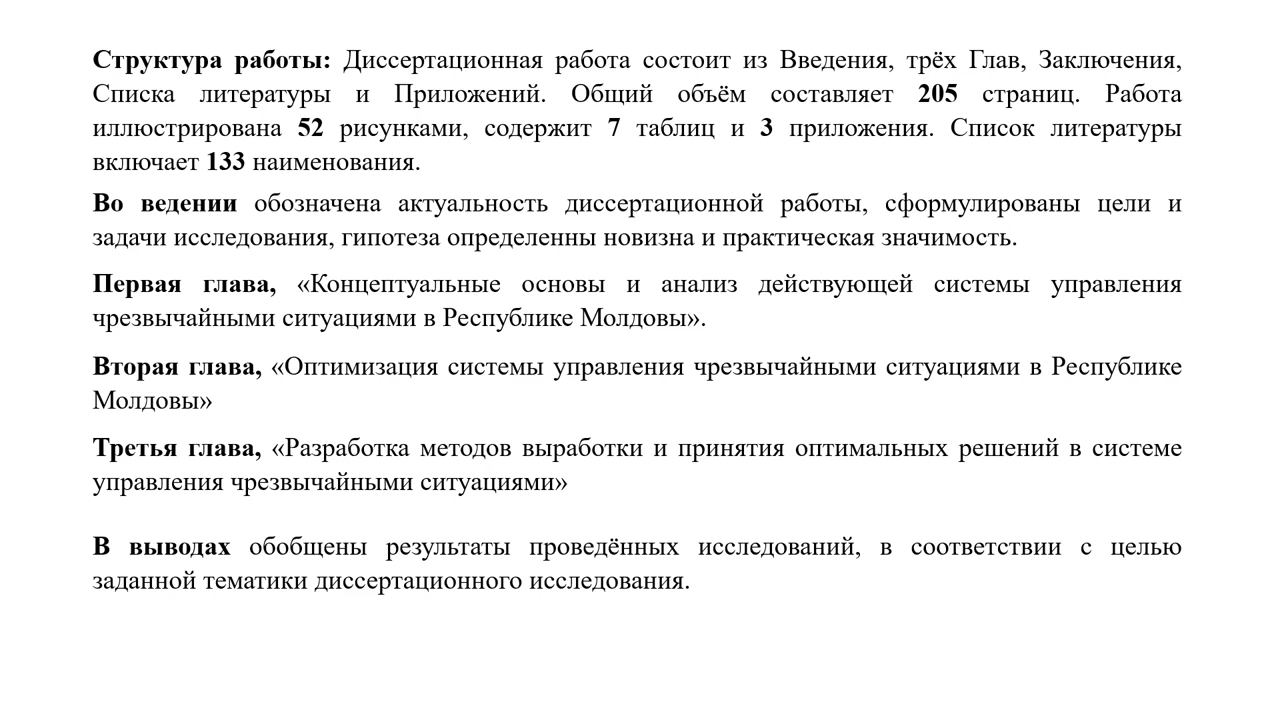 Структура работы: Диссертационная работа состоит из Введения, трёх Глав, Заключения,
Списка литературы и Приложений. Общий объём составляет 205 страниц. Работа
иллюстрирована 52 рисунками, содержит 7 таблиц и 3 приложения. Список литературы
включает 133 наименования.
Во ведении обозначена актуальность диссертационной работы, сформулированы цели и
задачи исследования, гипотеза определенны новизна и практическая значимость.
Первая глава, «Концептуальные основы и анализ действующей системы управления
чрезвычайными ситуациями в Республике Молдовы».
Вторая глава, «Оптимизация системы управления чрезвычайными ситуациями в Республике
Молдовы»
Третья глава, «Разработка методов выработки и принятия оптимальных решений в системе
управления чрезвычайными ситуациями»
В выводах обобщены результаты проведённых исследований, в соответствии с целью
заданной тематики диссертационного исследования.